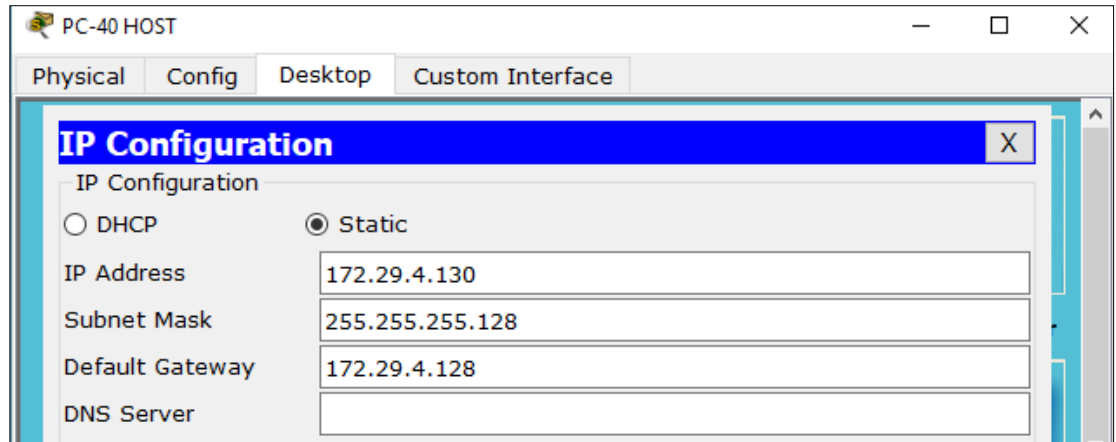 PC-40 HOST
Physical Config Desktop Custom Interface
IP Configuration X
IP Configuration
DHCP Static
IP Address 172.29.4.130
Subnet Mask 255.255.255.128
Default Gateway 172.29.4.128
DNS Server